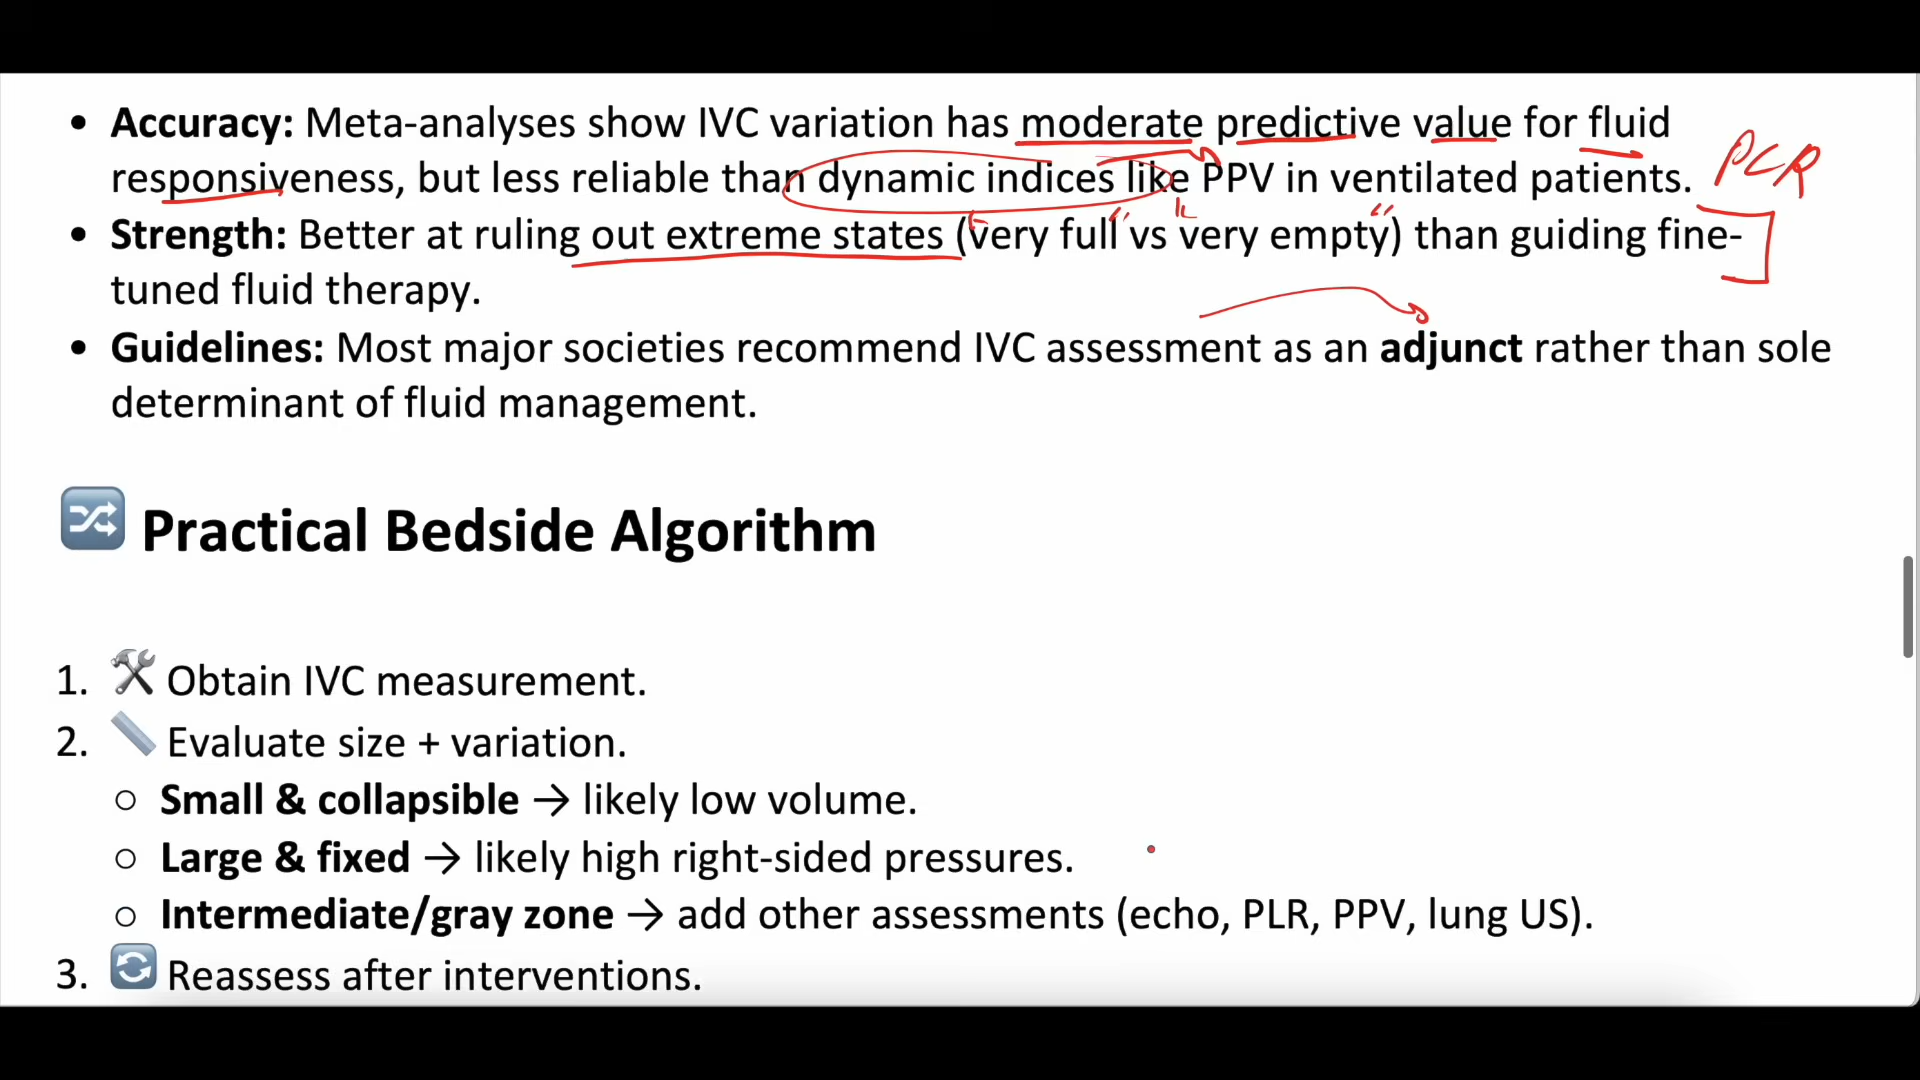 • Accuracy: Meta-analyses show IVC variation has moderate predictive value for fluid
responsiveness, but less reliable than dynamic indices like PPV in ventilated patients. PLR
• Strength: Better at ruling out extreme states (very full vs very empty) than guiding fine-
tuned fluid therapy.
• Guidelines: Most major societies recommend IVC assessment as an adjunct rather than sole
determinant of fluid management.
🔀 Practical Bedside Algorithm
1. 🛠 Obtain IVC measurement.
2. 📏 Evaluate size + variation.
○ Small & collapsible → likely low volume.
○ Large & fixed → likely high right-sided pressures.
○ Intermediate/gray zone → add other assessments (echo, PLR, PPV, lung US).
3. 🔄 Reassess after interventions.